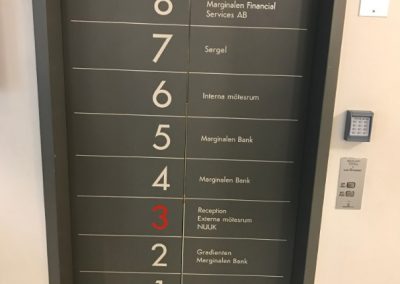 8 Marginalen Financial
Services AB
7 Sergel
6 Interna mötesrum
5 Marginalen Bank
4 Marginalen Bank
3 Reception
Externa mötesrum
NUUK
2 Gradienten
Marginalen Bank
1